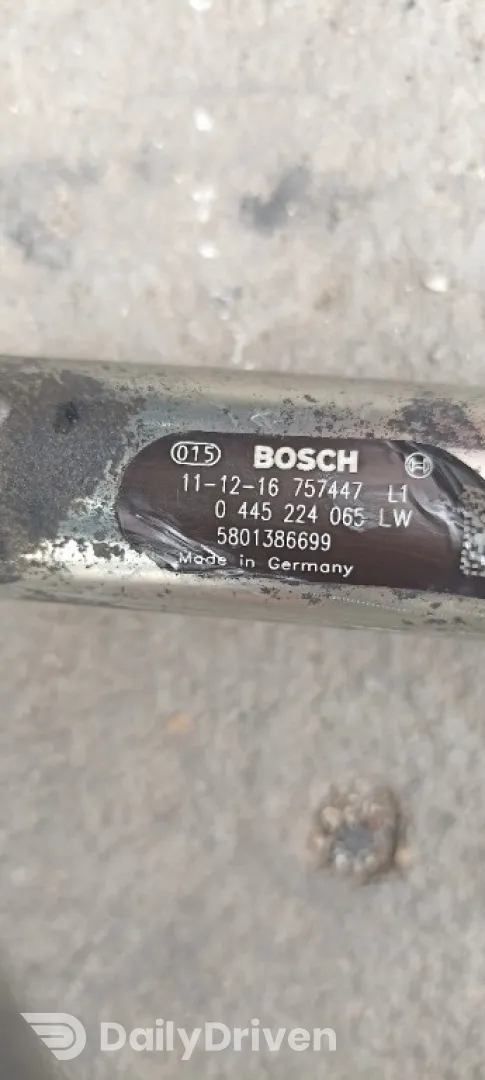 015 BOSCH
11-12-16 757447 L1
0 445 224 065 LW
5801386699
Made in Germany
DailyDriven